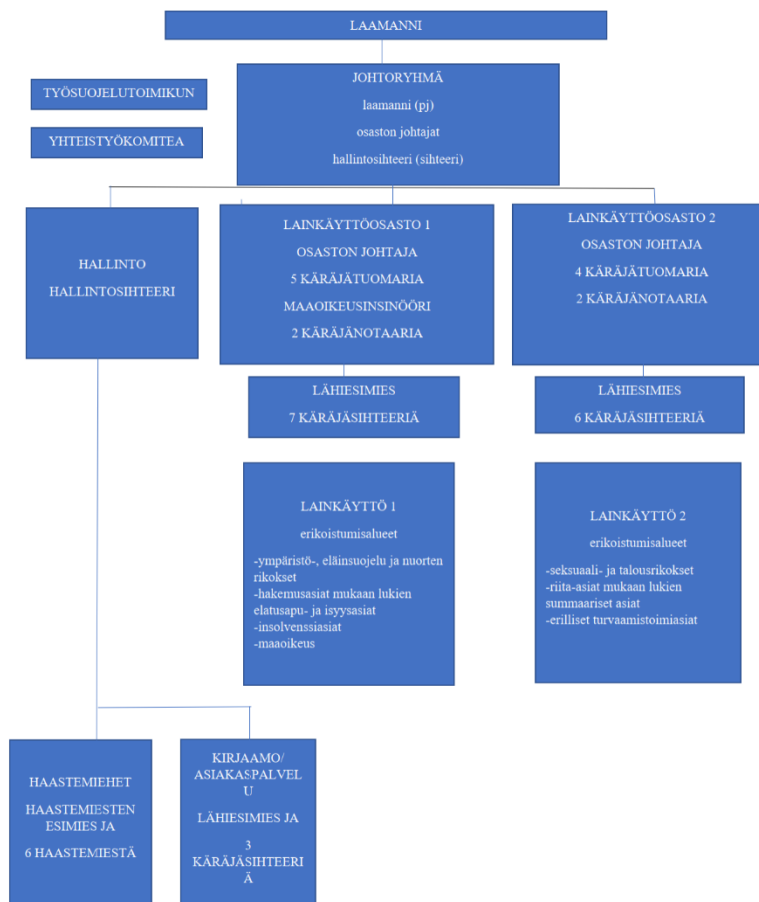 LAAMANNI
JOHTORYHMÄ
laamanni (pj)
osaston johtajat
hallintosihteeri (sihteeri)
TYÖSUOJELUTOIMIKUN
YHTEISTYÖKOMITEA
HALLINTO
HALLINTOSIHTEERI
LAINKÄYTTÖOSASTO 1
OSASTON JOHTAJA
5 KÄRÄJÄTUOMARIA
MAAOIKEUSINSINÖÖRI
2 KÄRÄJÄNOTAARIA
LAINKÄYTTÖOSASTO 2
OSASTON JOHTAJA
4 KÄRÄJÄTUOMARIA
2 KÄRÄJÄNOTAARIA
LÄHIESIMIES
7 KÄRÄJÄSIHTEERIÄ
LÄHIESIMIES
6 KÄRÄJÄSIHTEERIÄ
LAINKÄYTTÖ 1
erikoistumisalueet
-ympäristö-, eläinsuojelu ja nuorten
rikokset
-hakemusasiat mukaan lukien
elatusapu- ja isyysasiat
-insolvenssiasiat
-maaoikeus
LAINKÄYTTÖ 2
erikoistumisalueet
-seksuaali- ja talousrikokset
-riita-asiat mukaan lukien
summaariset asiat
-erilliset turvaamistoimiasiat
HAASTEMIEHET
HAASTEMIESTEN
ESIMIES JA
6 HAASTEMIESTÄ
KIRJAAMO/
ASIAKASPALVEL
U
LÄHIESIMIES JA
3
KÄRÄJÄSIHTEERI
Ä